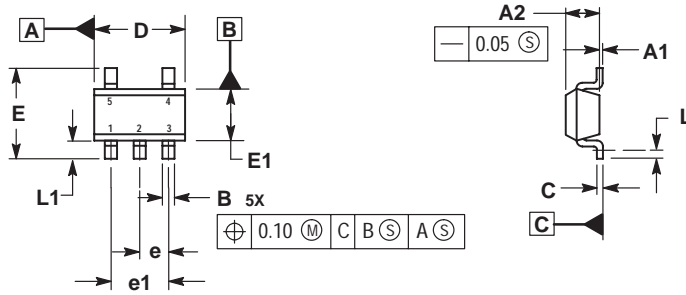 A
D
B
A2
0.05 Ⓢ
A1
E
5 4
1 2 3
E1
L
L1
B 5X
C
⌖ 0.10 Ⓜ C B Ⓢ A Ⓢ
C
e
e1